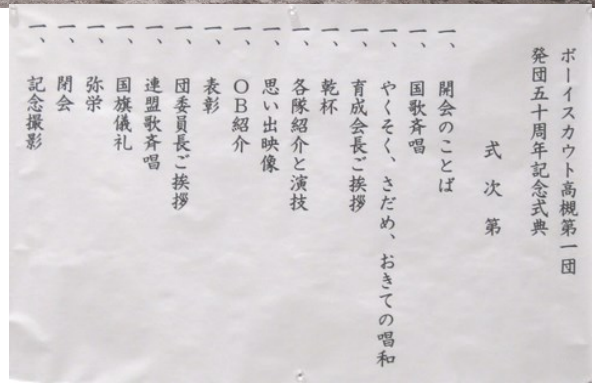 ボーイスカウト高槻第一団
発団五十周年記念式典
式次第
一、開会のことば
一、国歌斉唱
一、やくそく、さだめ、おきての唱和
一、育成会長ご挨拶
一、乾杯
一、各隊紹介と演技
一、思い出映像
一、OB紹介
一、表彰
一、団委員長ご挨拶
一、連盟歌斉唱
一、国旗儀礼
一、弥栄
一、閉会
一、記念撮影